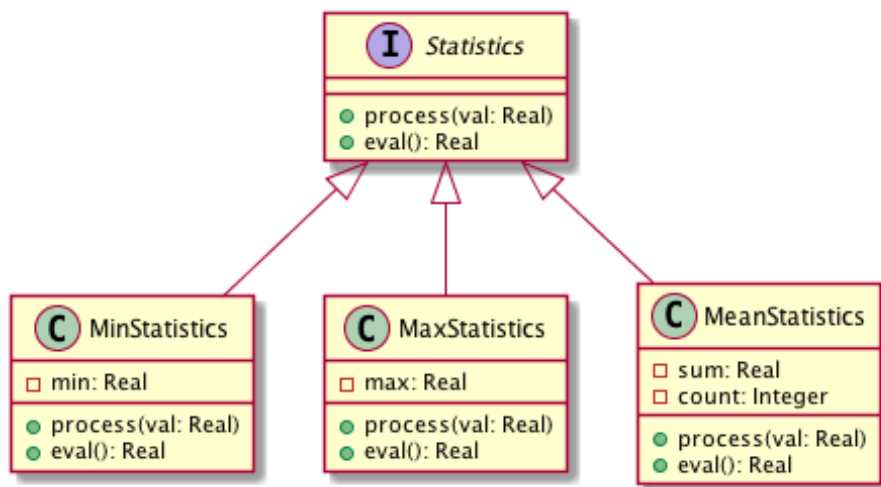 I Statistics
process(val: Real)
eval(): Real
C MinStatistics
min: Real
process(val: Real)
eval(): Real
C MaxStatistics
max: Real
process(val: Real)
eval(): Real
C MeanStatistics
sum: Real
count: Integer
process(val: Real)
eval(): Real